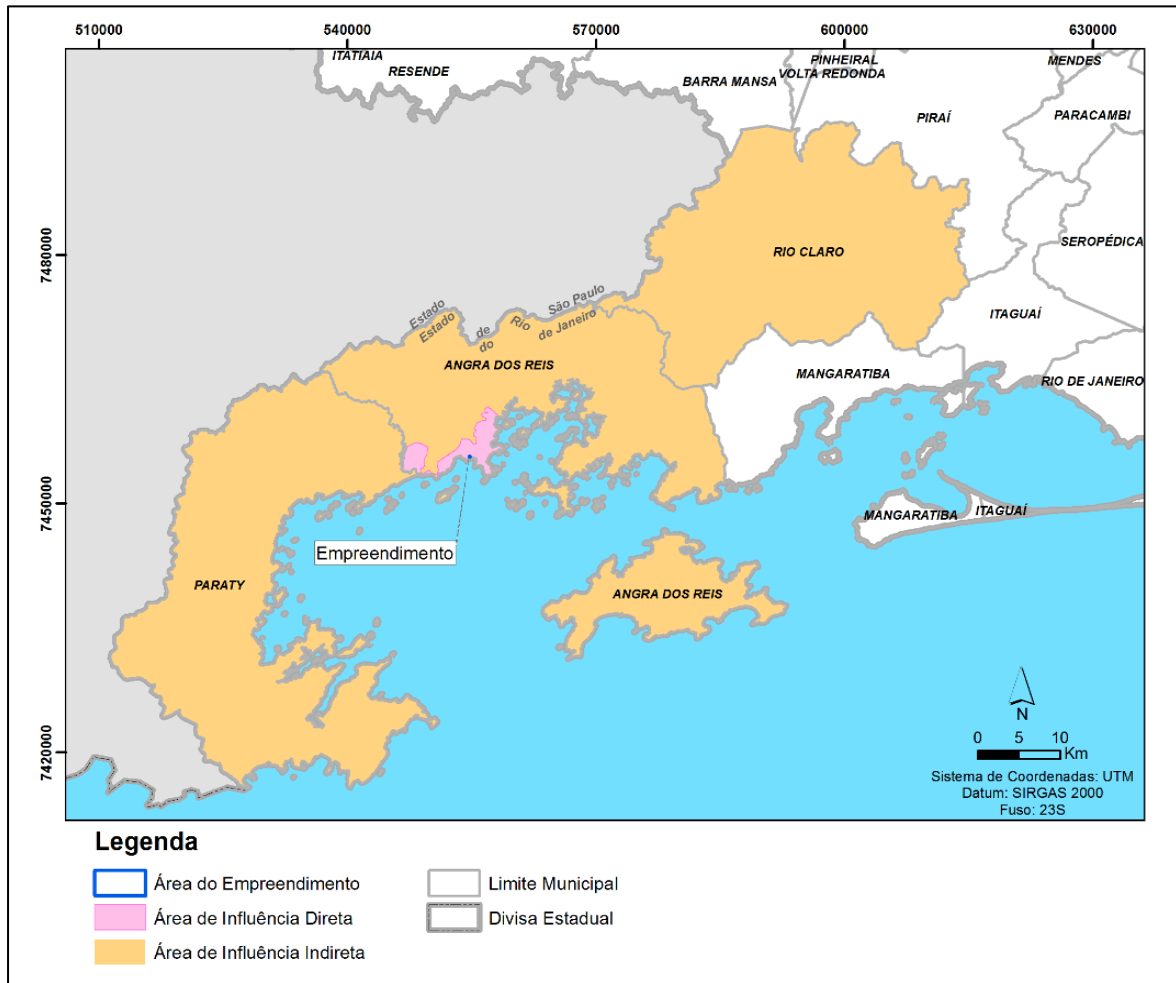 510000
540000
570000
600000
630000
ITATIAIA
RESENDE
BARRA MANSA
PINHEIRAL
VOLTA REDONDA
MENDES
PIRAÍ
PARACAMBI
7480000
RIO CLARO
SEROPÉDICA
Estado de São Paulo
Estado do Rio de Janeiro
ITAGUAÍ
ANGRA DOS REIS
MANGARATIBA
RIO DE JANEIRO
7450000
MANGARATIBA
ITAGUAÍ
Empreendimento
PARATY
ANGRA DOS REIS
7420000
N
0 5 10
Km
Sistema de Coordenadas: UTM
Datum: SIRGAS 2000
Fuso: 23S
Legenda
Área do Empreendimento
Área de Influência Direta
Área de Influência Indireta
Limite Municipal
Divisa Estadual